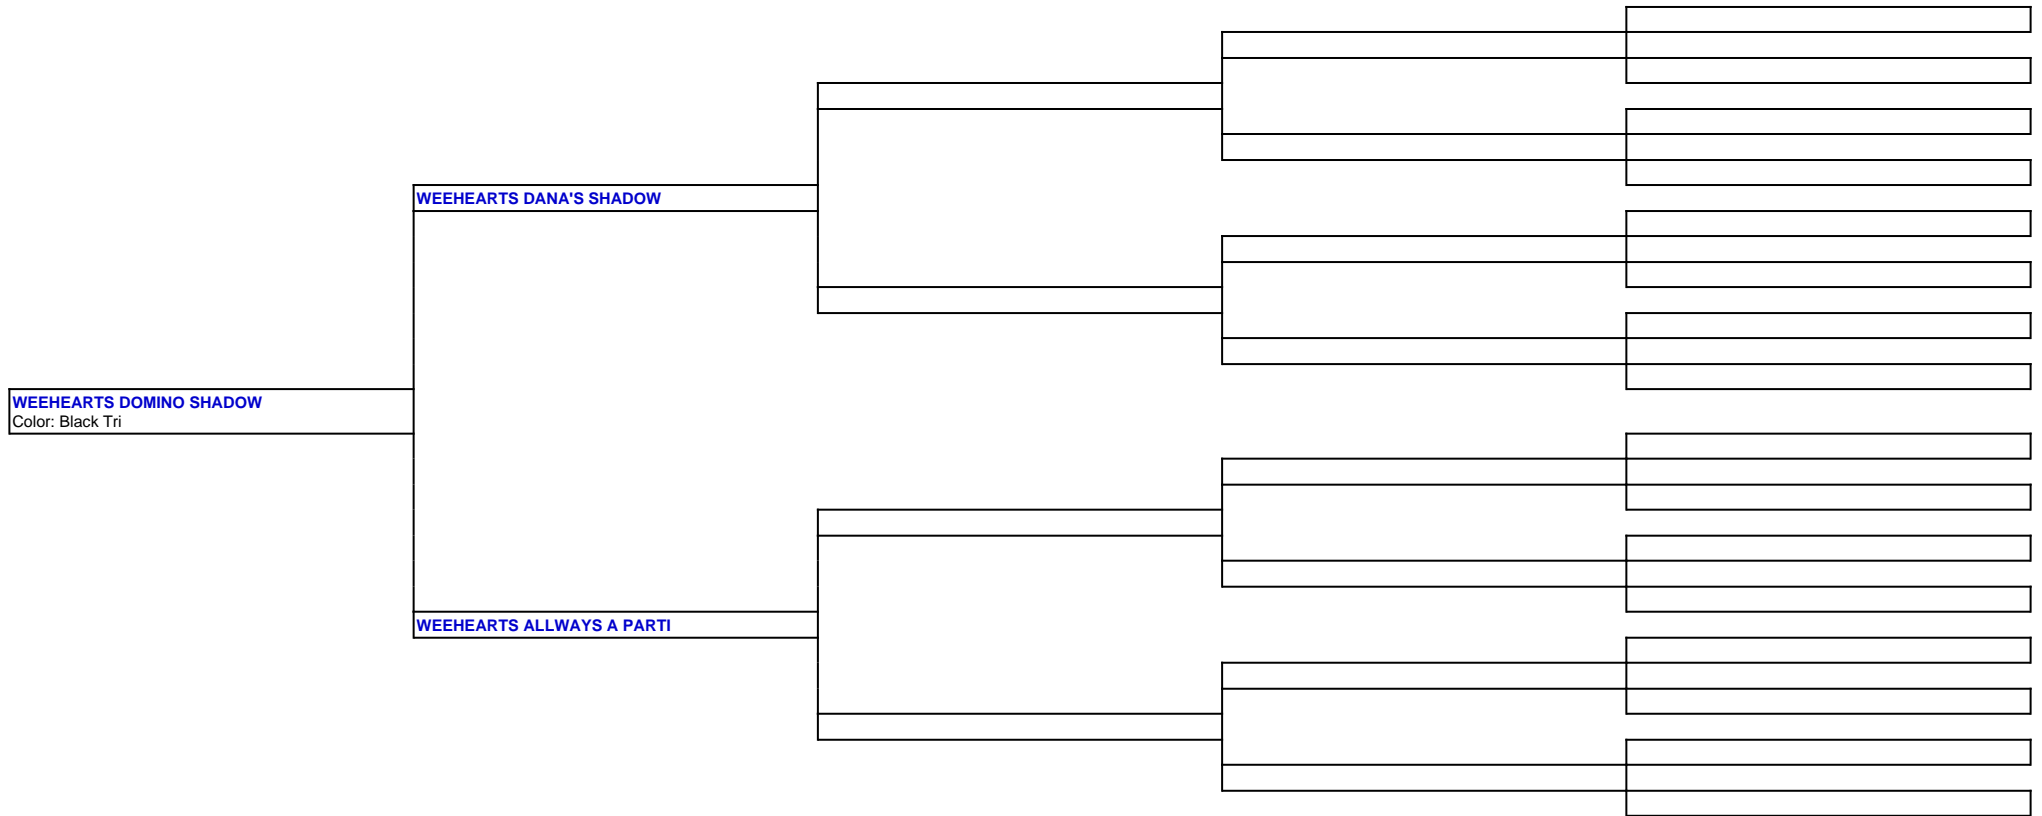 WEEHEARTS DANA'S SHADOW
WEEHEARTS DOMINO SHADOW
Color: Black Tri
WEEHEARTS ALLWAYS A PARTI